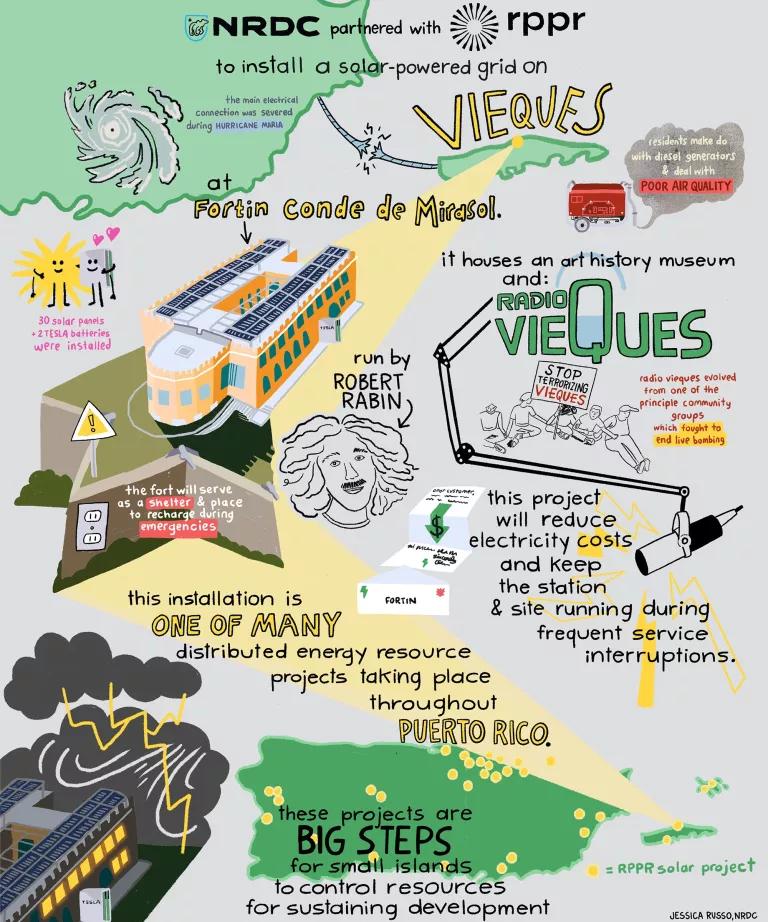 NRDC partnered with rppr
to install a solar-powered grid on
VIEQUES
the main electrical
connection was severed
during HURRICANE MARIA
residents make do
with diesel generators
& deal with
POOR AIR QUALITY
at
Fortin Conde de Mirasol.
30 solar panels
+ 2 TESLA batteries
were installed
TESLA
it houses an art history museum
and:
RADIO
VIEQUES
run by
ROBERT
RABIN
STOP
TERRORIZING
VIEQUES
radio vieques evolved
from one of the
principle community
groups
which fought to
end live bombing
the fort will serve
as a shelter & place
to recharge during
emergencies
$
FORTIN
this project
will reduce
electricity costs
and keep
the station
& site running during
frequent service
interruptions.
this installation is
ONE OF MANY
distributed energy resource
projects taking place
throughout
PUERTO RICO.
these projects are
BIG STEPS
for small islands
to control resources
for sustaining development
= RPPR solar project
TESLA
JESSICA RUSSO, NRDC